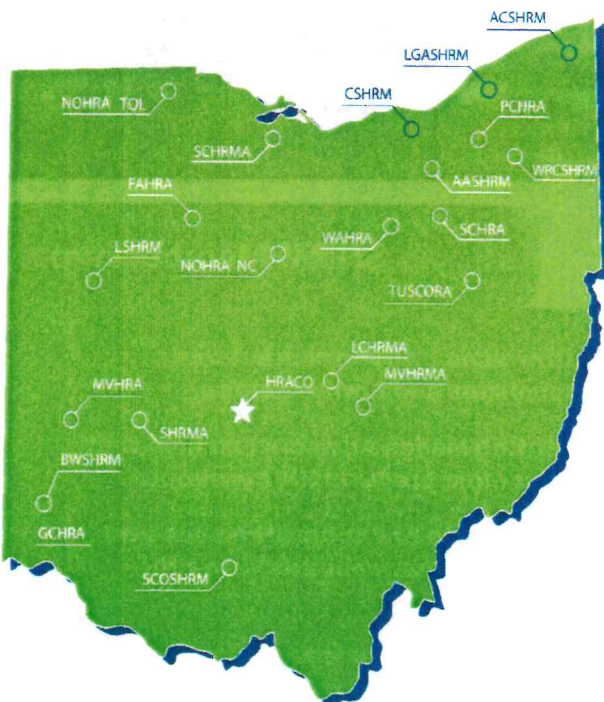 ACSHRM
LGASHRM
NOHRA TOL
CSHRM
PCHRA
SCHRMA
WRCSHRM
AASHRM
FAHRA
WAHRA
SCHRA
LSHRM
NOHRA NC
TUSCORA
LCHRMA
HRACO
MVHRMA
MVHRA
SHRMA
BWSHRM
GCHRA
SCOSHRM